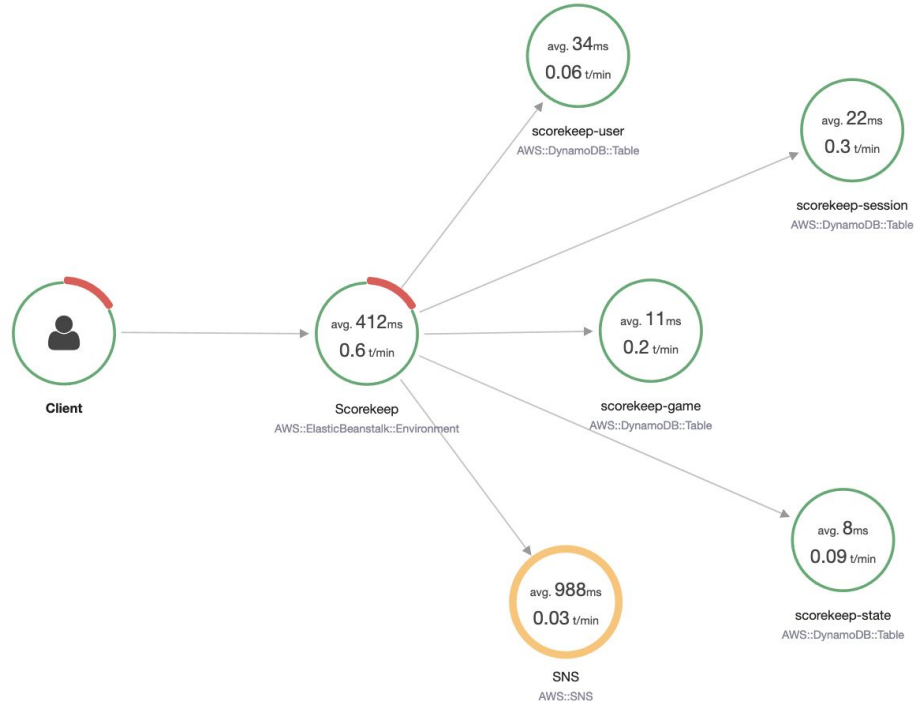 avg. 34ms
0.06 t/min
scorekeep-user
AWS::DynamoDB::Table
avg. 22ms
0.3 t/min
scorekeep-session
AWS::DynamoDB::Table
Client
avg. 412ms
0.6 t/min
Scorekeep
AWS::ElasticBeanstalk::Environment
avg. 11ms
0.2 t/min
scorekeep-game
AWS::DynamoDB::Table
avg. 8ms
0.09 t/min
scorekeep-state
AWS::DynamoDB::Table
avg. 988ms
0.03 t/min
SNS
AWS::SNS